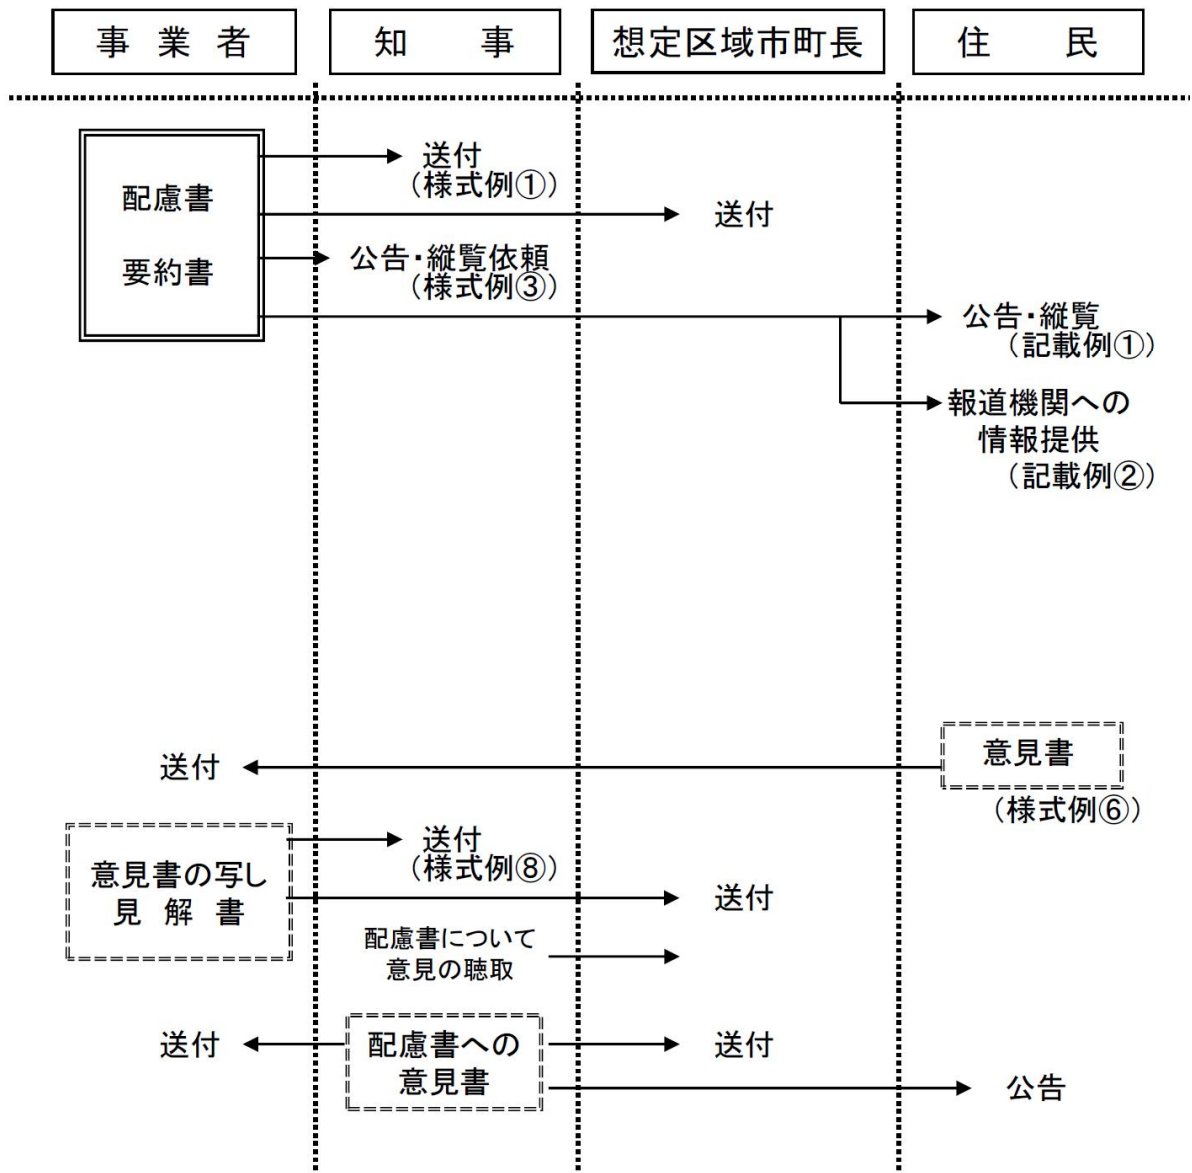 事 業 者
知 事
想定区域市町長
住 民
配慮書
要約書
送付
（様式例①）
送付
公告・縦覧依頼
（様式例③）
公告・縦覧
（記載例①）
報道機関への
情報提供
（記載例②）
意見書
（様式例⑥）
送付
意見書の写し
見 解 書
送付
（様式例⑧）
送付
配慮書について
意見の聴取
送付
配慮書への
意見書
送付
公告